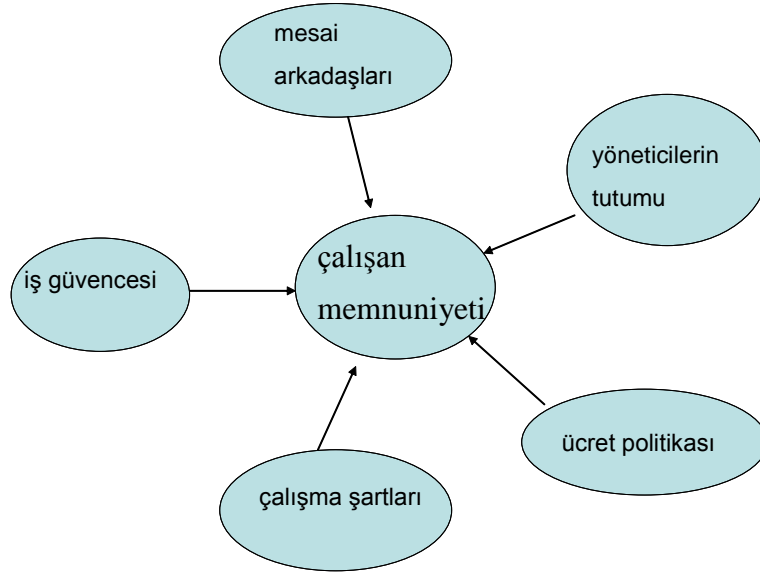 mesai
arkadaşları
yöneticilerin
tutumu
çalışan
memnuniyeti
iş güvencesi
ücret politikası
çalışma şartları